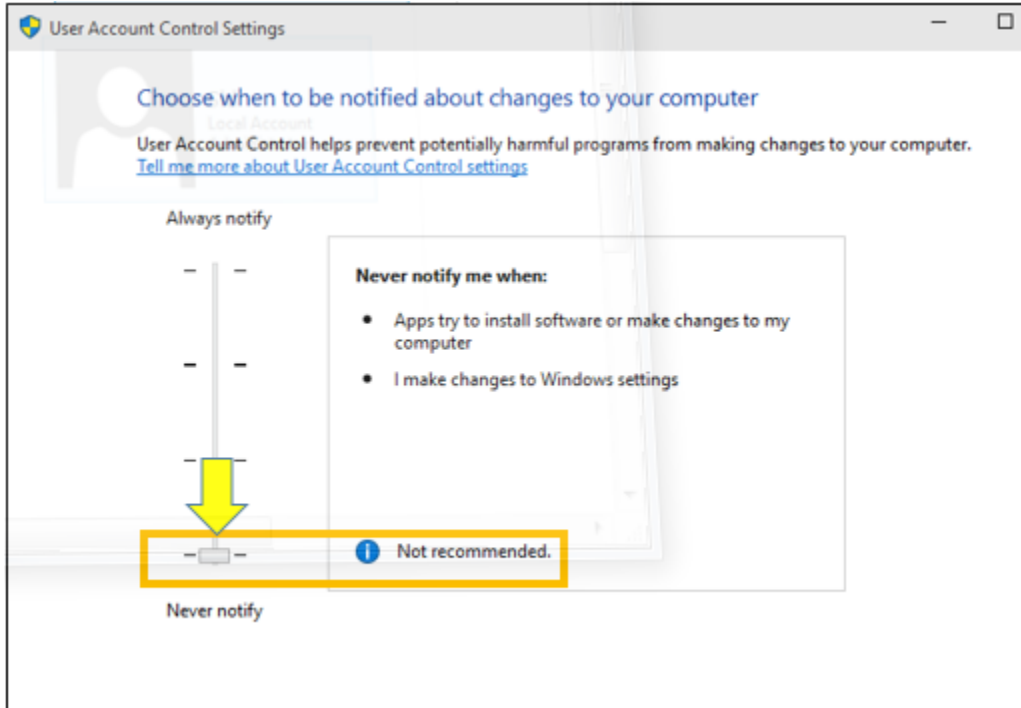 User Account Control Settings
Choose when to be notified about changes to your computer
Local Account
User Account Control helps prevent potentially harmful programs from making changes to your computer.
Tell me more about User Account Control settings
Always notify
Never notify me when:
• Apps try to install software or make changes to my
computer
• I make changes to Windows settings
Not recommended.
Never notify